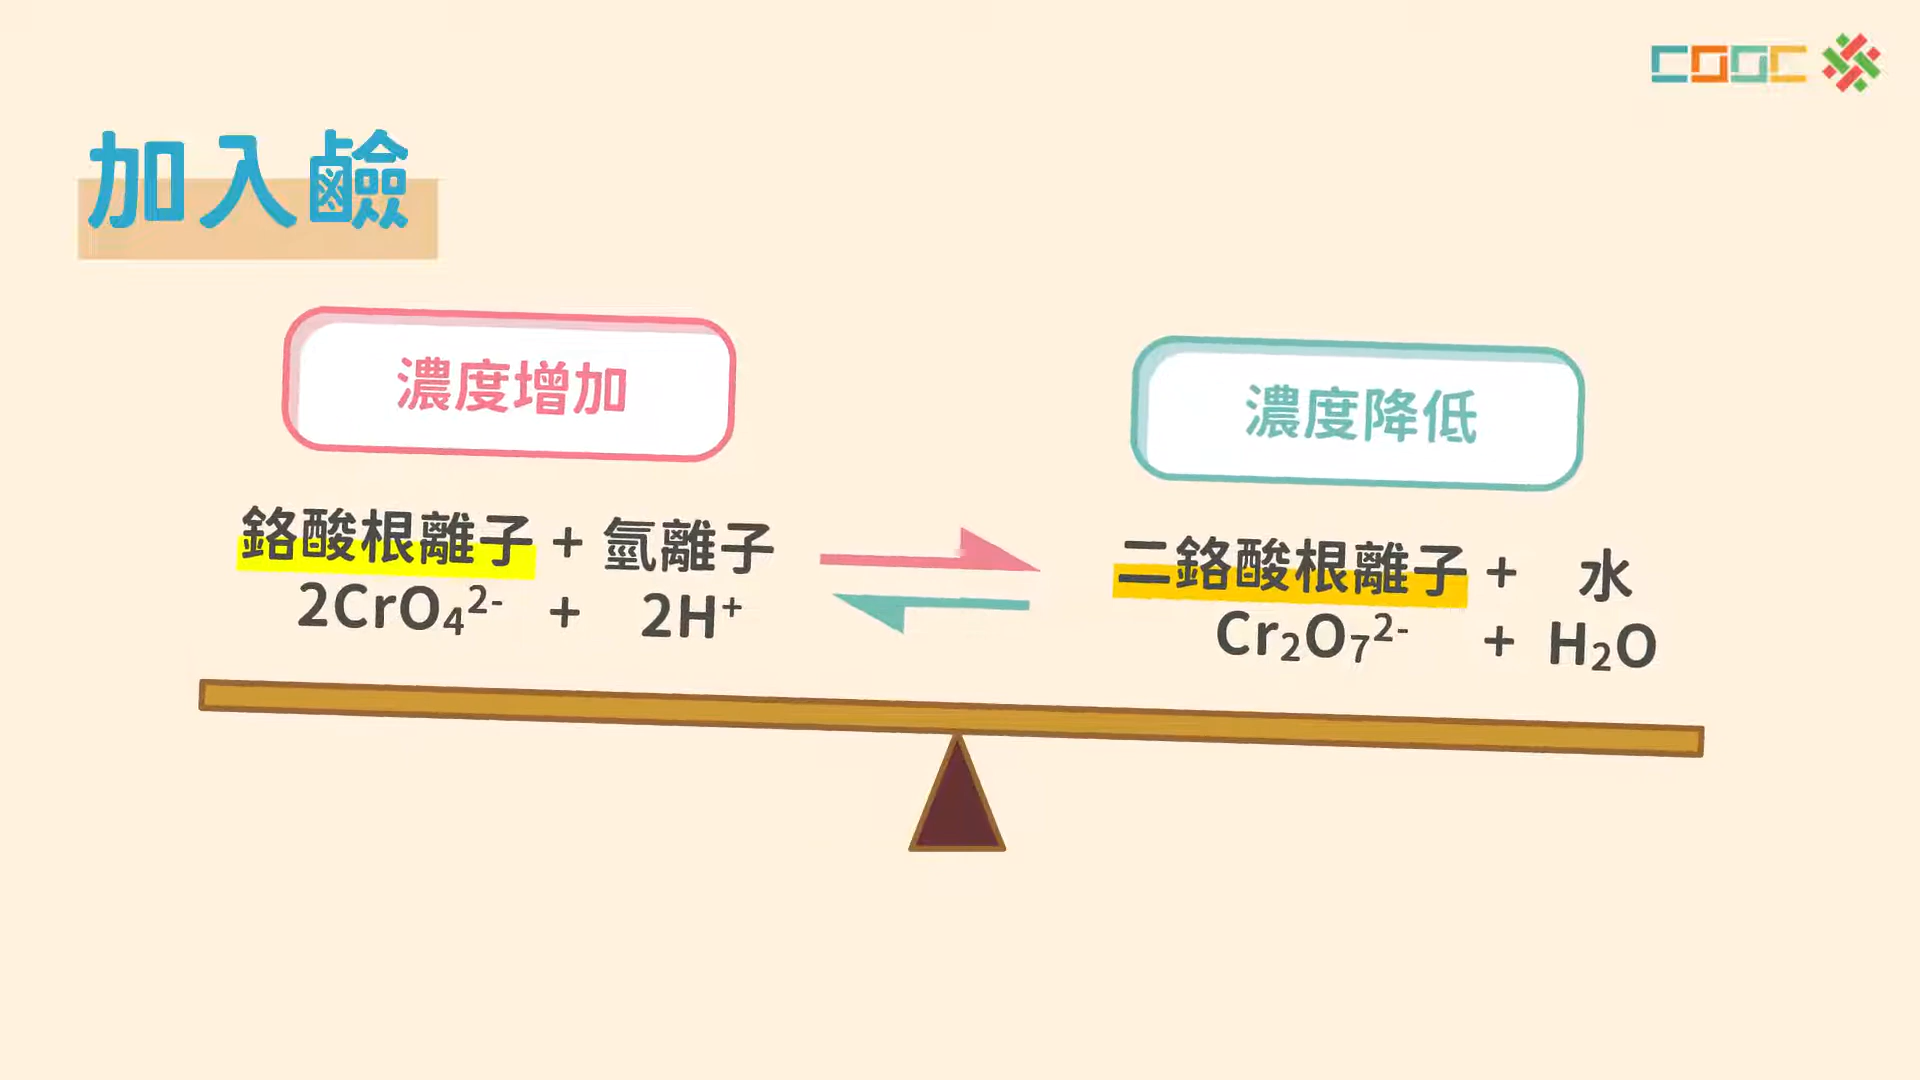 COOC
加入鹼
濃度增加
濃度降低
鉻酸根離子 + 氫離子
二鉻酸根離子 + 水
2CrO₄²⁻ + 2H⁺
Cr₂O₇²⁻ + H₂O